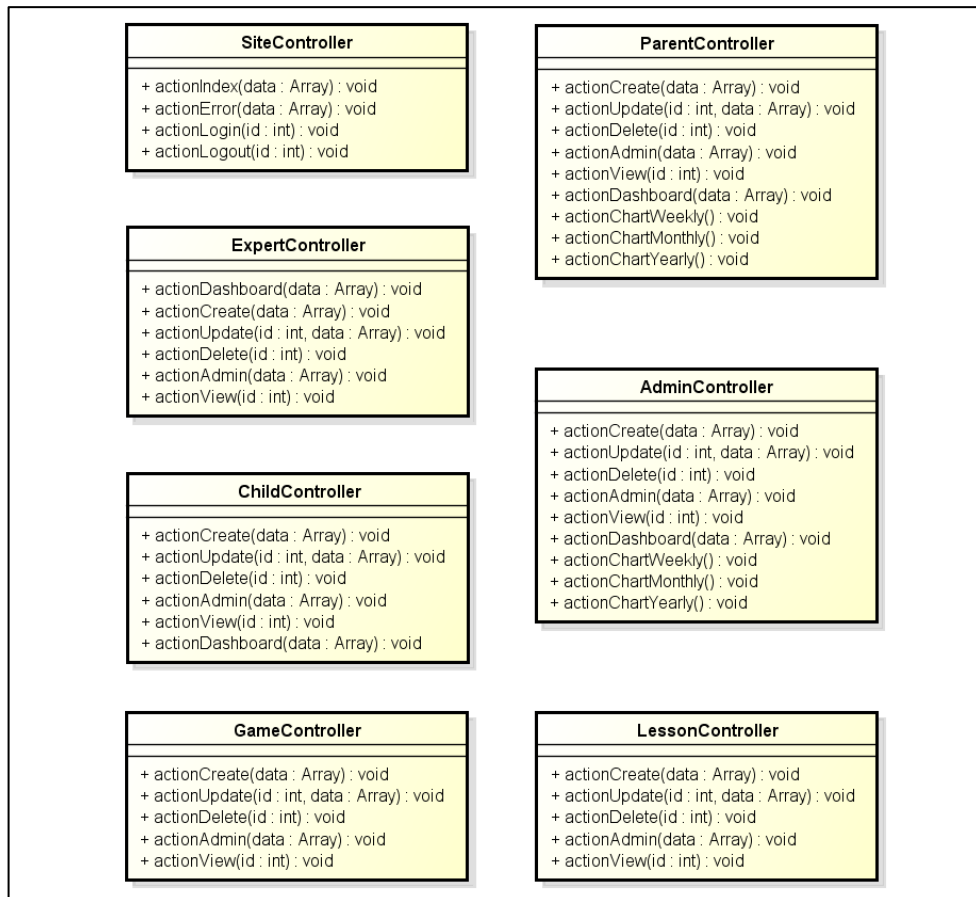 SiteController
+ actionIndex(data : Array) : void
+ actionError(data : Array) : void
+ actionLogin(id : int) : void
+ actionLogout(id : int) : void
ParentController
+ actionCreate(data : Array) : void
+ actionUpdate(id : int, data : Array) : void
+ actionDelete(id : int) : void
+ actionAdmin(data : Array) : void
+ actionView(id : int) : void
+ actionDashboard(data : Array) : void
+ actionChartWeekly() : void
+ actionChartMonthly() : void
+ actionChartYearly() : void
ExpertController
+ actionDashboard(data : Array) : void
+ actionCreate(data : Array) : void
+ actionUpdate(id : int, data : Array) : void
+ actionDelete(id : int) : void
+ actionAdmin(data : Array) : void
+ actionView(id : int) : void
AdminController
+ actionCreate(data : Array) : void
+ actionUpdate(id : int, data : Array) : void
+ actionDelete(id : int) : void
+ actionAdmin(data : Array) : void
+ actionView(id : int) : void
+ actionDashboard(data : Array) : void
+ actionChartWeekly() : void
+ actionChartMonthly() : void
+ actionChartYearly() : void
ChildController
+ actionCreate(data : Array) : void
+ actionUpdate(id : int, data : Array) : void
+ actionDelete(id : int) : void
+ actionAdmin(data : Array) : void
+ actionView(id : int) : void
+ actionDashboard(data : Array) : void
GameController
+ actionCreate(data : Array) : void
+ actionUpdate(id : int, data : Array) : void
+ actionDelete(id : int) : void
+ actionAdmin(data : Array) : void
+ actionView(id : int) : void
LessonController
+ actionCreate(data : Array) : void
+ actionUpdate(id : int, data : Array) : void
+ actionDelete(id : int) : void
+ actionAdmin(data : Array) : void
+ actionView(id : int) : void